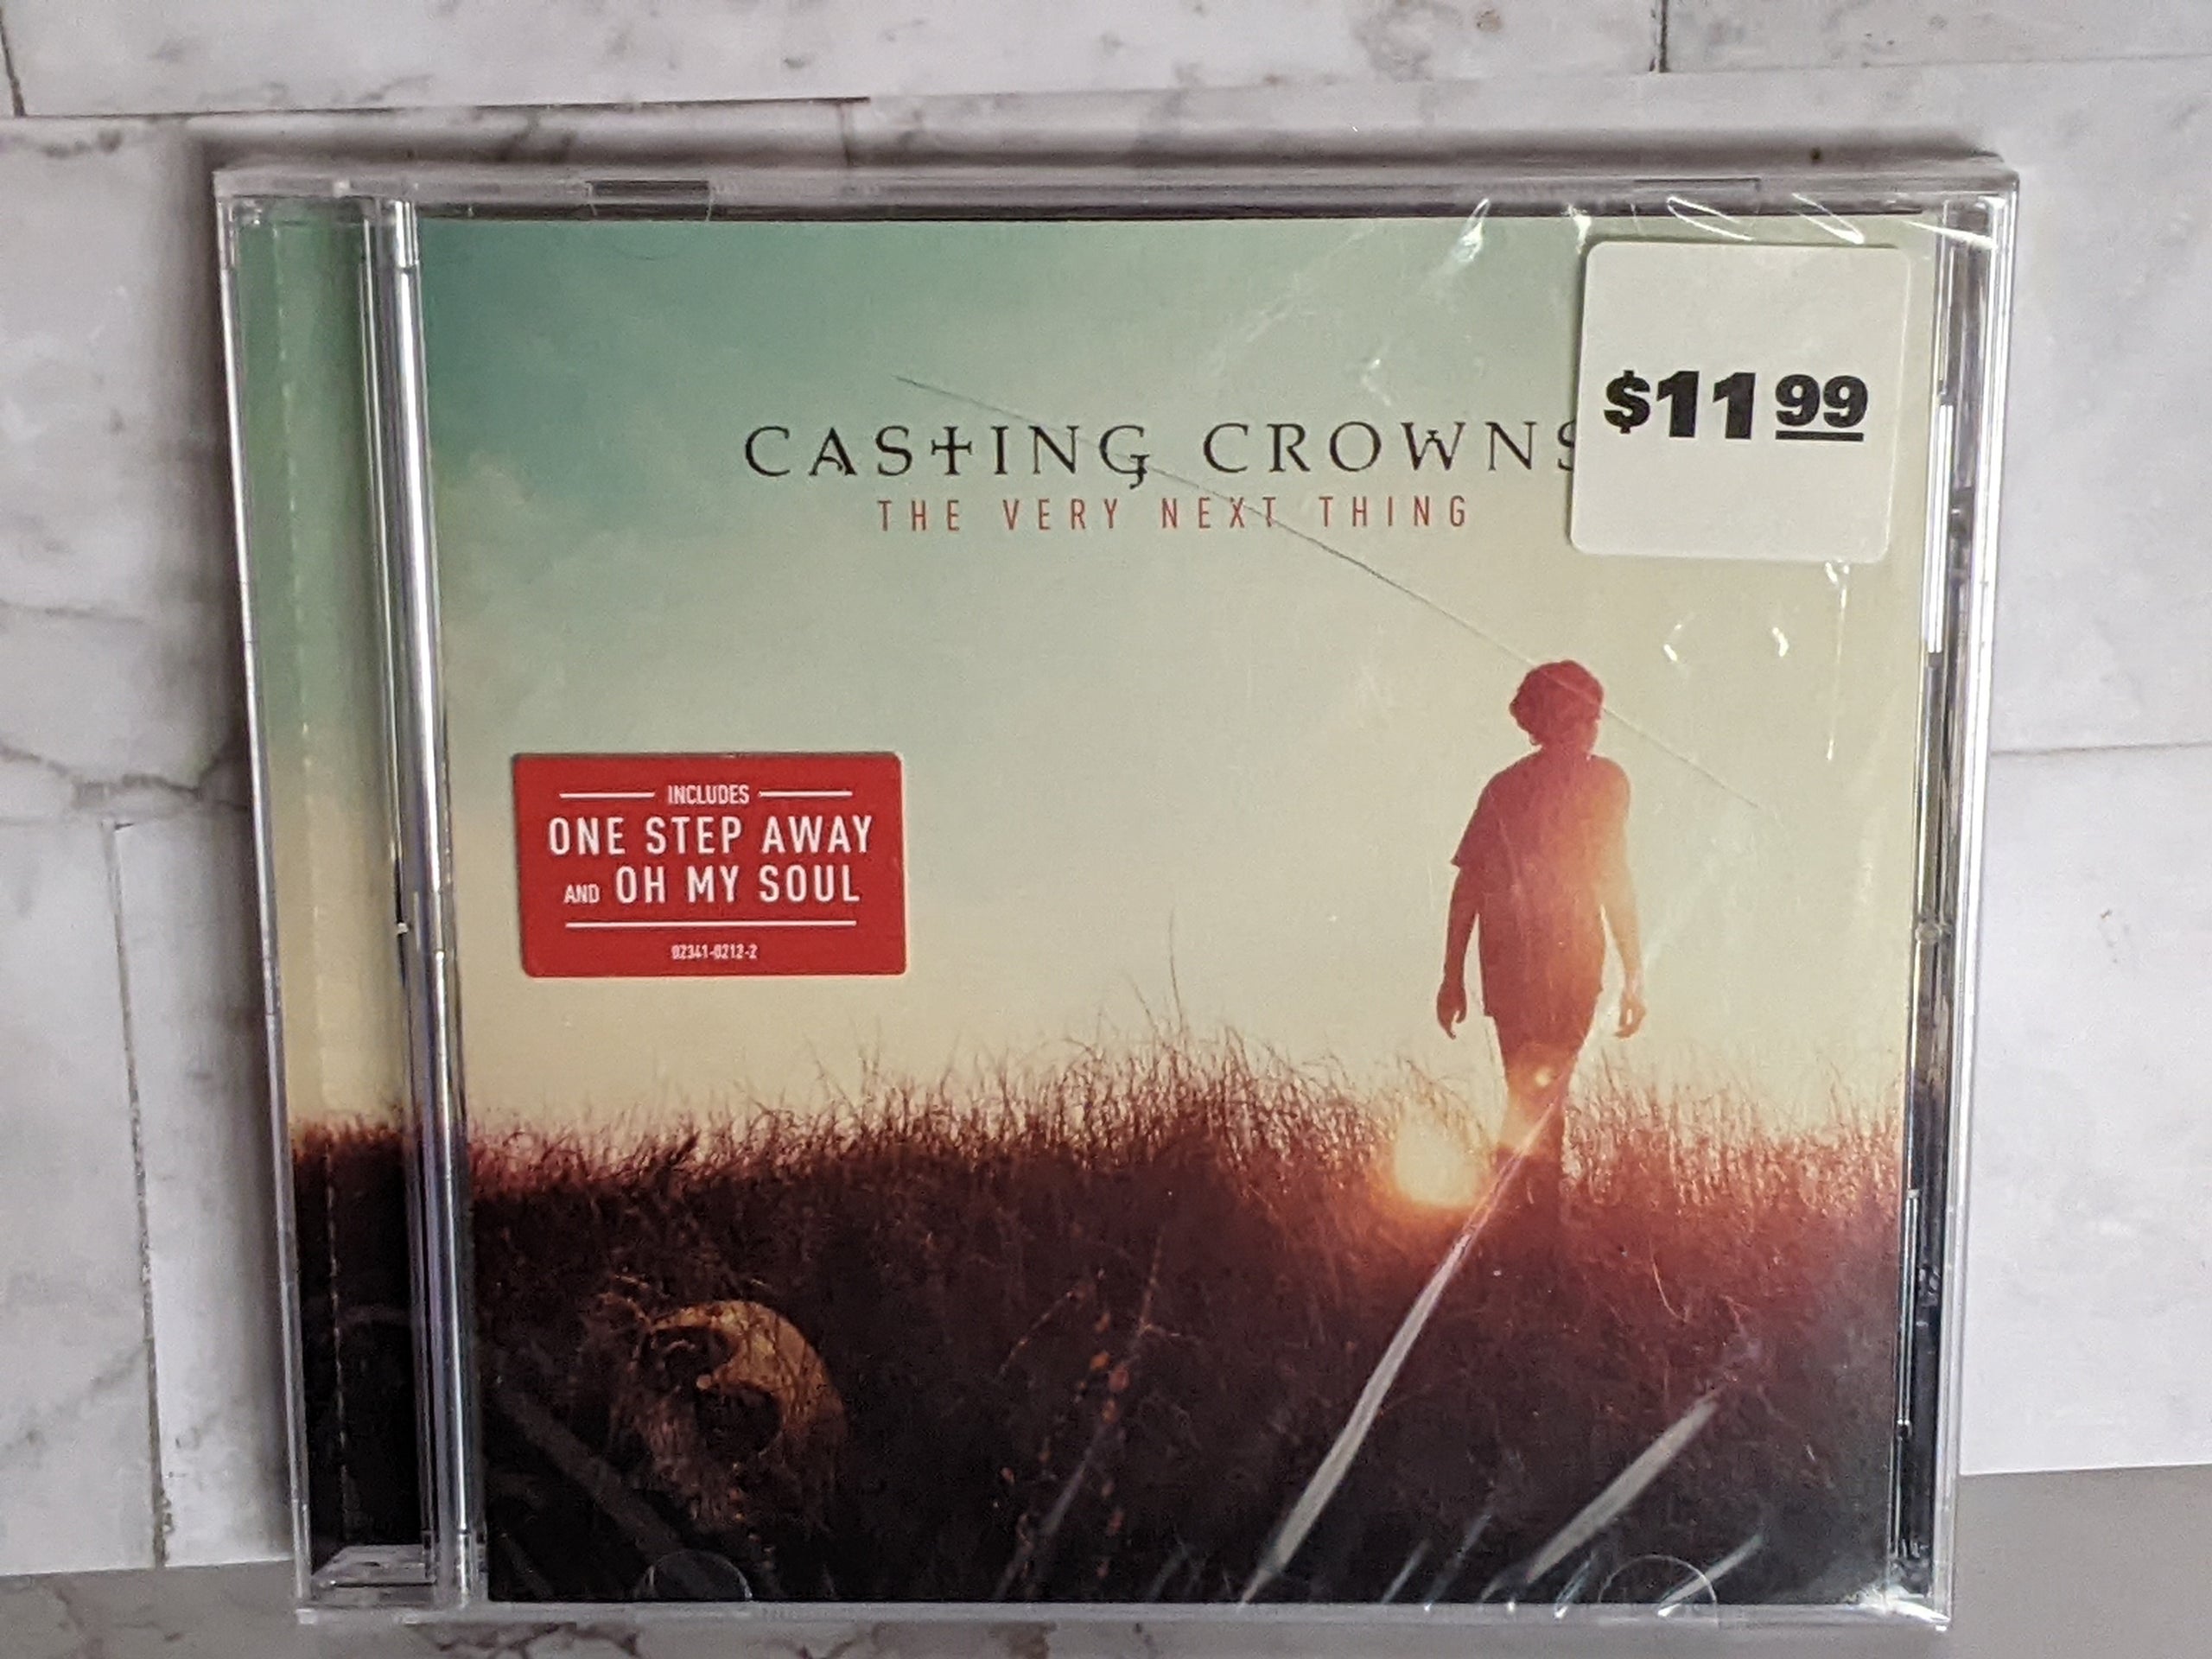 CASTING CROWNS
THE VERY NEXT THING
$11 99
INCLUDES
ONE STEP AWAY
AND OH MY SOUL
02341-0212-2